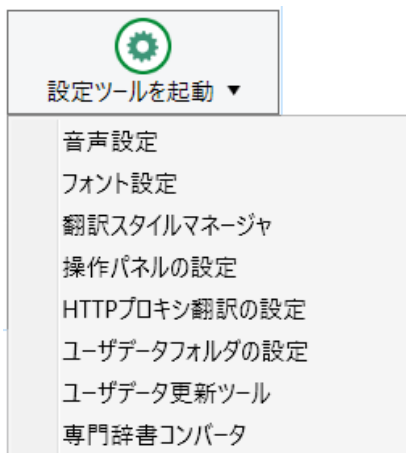 設定ツールを起動 ▼
音声設定
フォント設定
翻訳スタイルマネージャ
操作パネルの設定
HTTPプロキシ翻訳の設定
ユーザデータフォルダの設定
ユーザデータ更新ツール
専門辞書コンバータ